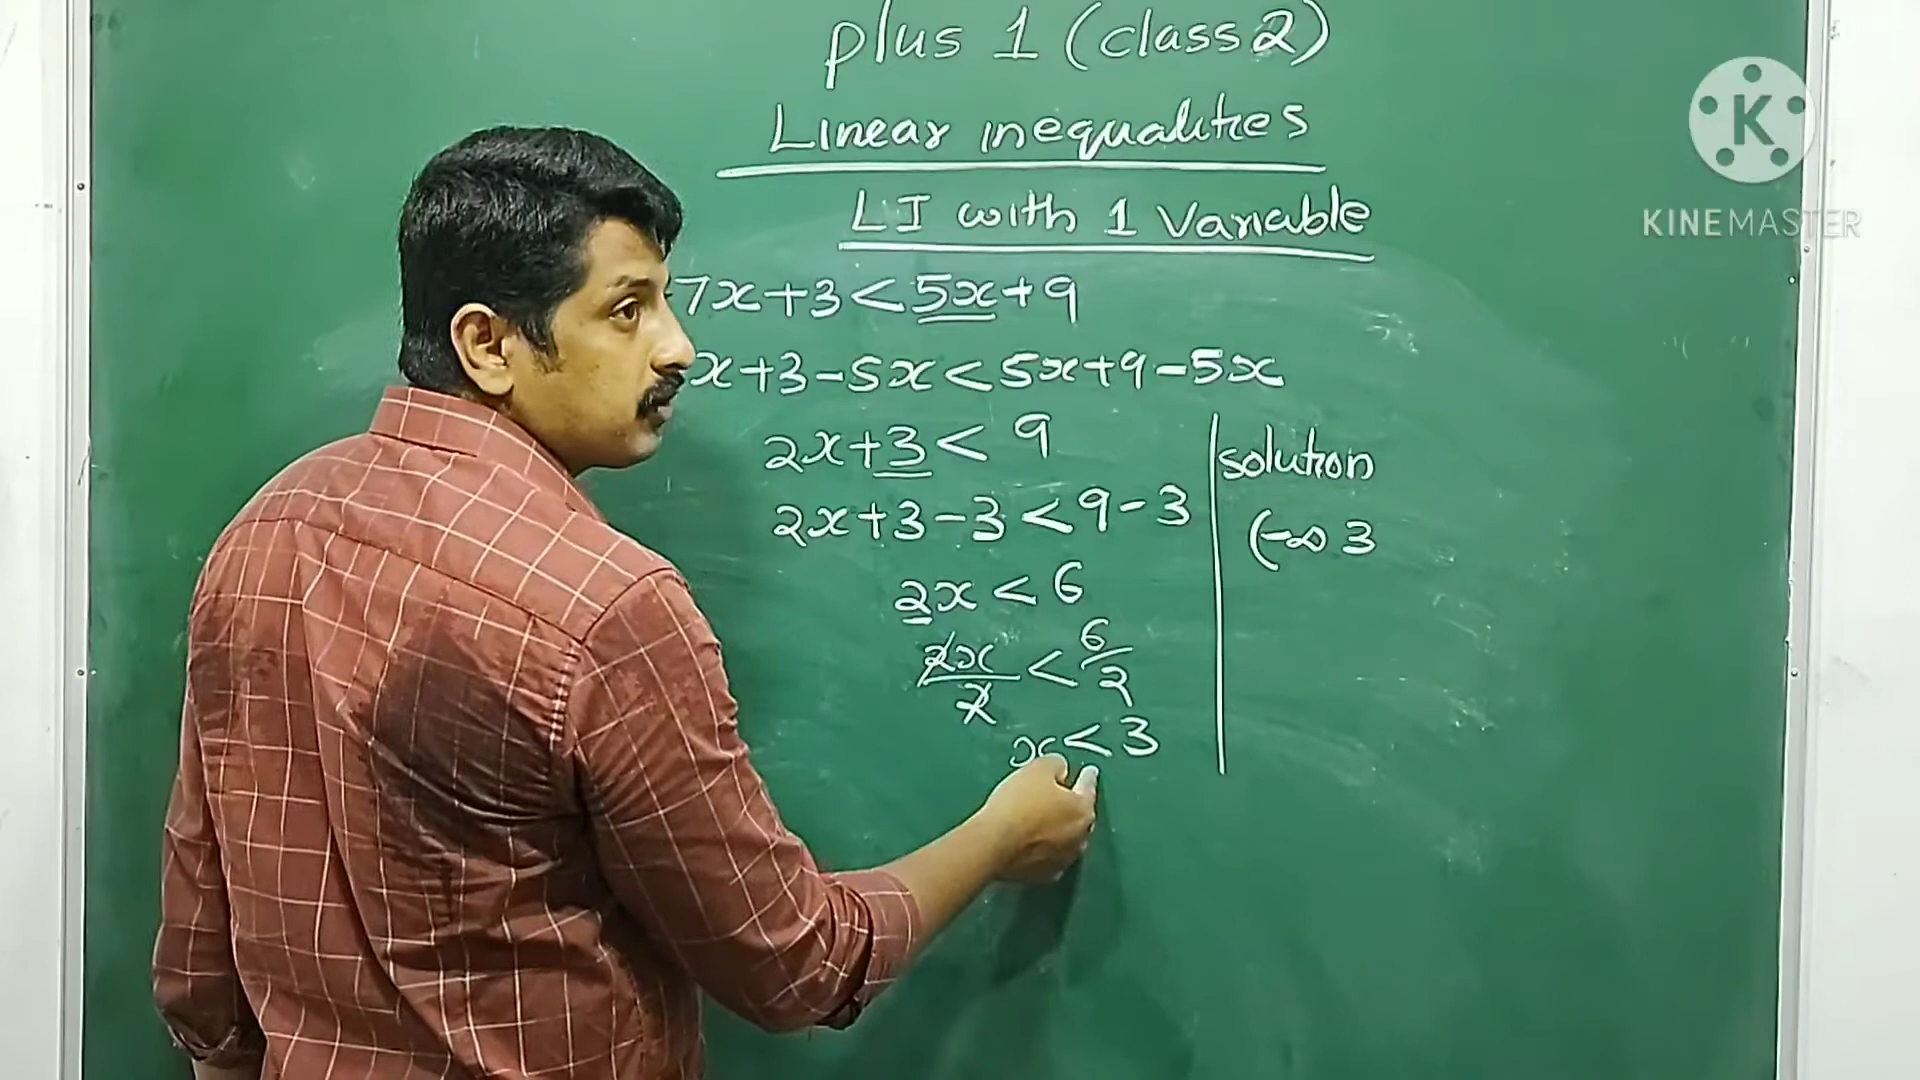 plus 1 (class 2)
Linear inequalities
LI with 1 Variable
7x+3<5x+9
x+3-5x<5x+9-5x
2x+3<9
2x+3-3<9-3
2x<6
2x/2<6/2
x<3
solution
(-∞ 3
K
KINEMASTER